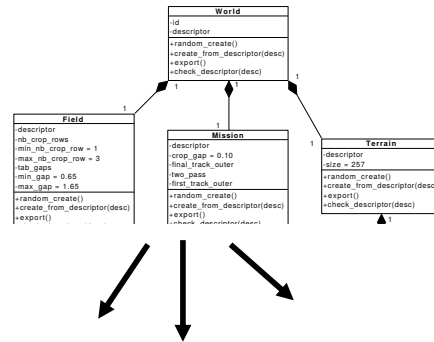 World
-id
-descriptor
+random_create()
+create_from_descriptor(desc)
+export()
+check_descriptor(desc)
1
1
1
1
1
1
Field
-descriptor
-nb_crop_rows
-min_nb_crop_row = 1
-max_nb_crop_row = 3
-tab_gaps
-min_gap = 0.65
-max_gap = 1.65
+random_create()
+create_from_descriptor(desc)
+export()
Mission
-descriptor
-crop_gap = 0.10
-final_track_outer
-two_pass
-first_track_outer
+random_create()
+create_from_descriptor(desc)
+export()
+check_descriptor(desc)
Terrain
-descriptor
-size = 257
+random_create()
+create_from_descriptor(desc)
+export()
+check_descriptor(desc)
1